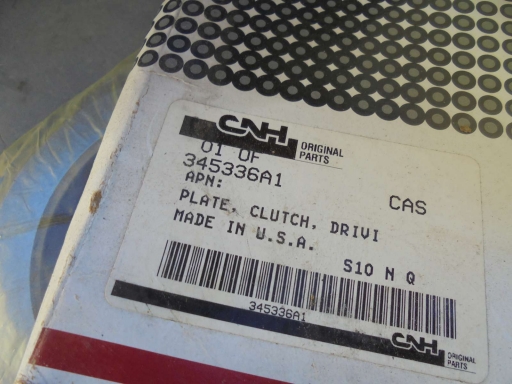 CNH ORIGINAL PARTS
01 OF
345336A1
APN: CAS
PLATE, CLUTCH, DRIVI
MADE IN U.S.A.
S10 N Q
345336A1
CNH ORIGINAL PARTS